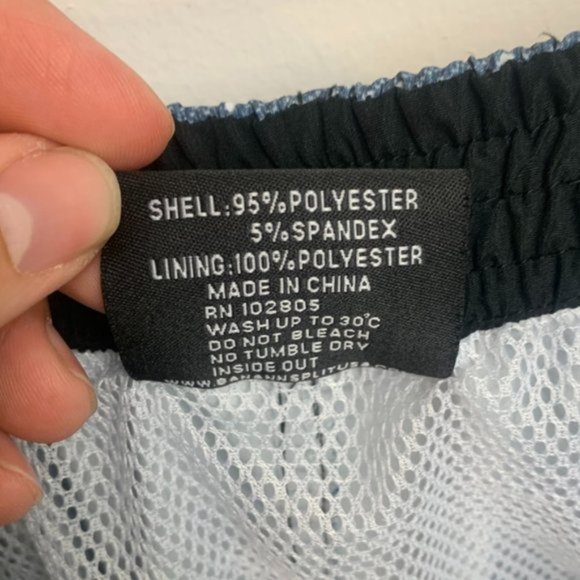 SHELL:95%POLYESTER
5%SPANDEX
LINING:100%POLYESTER
MADE IN CHINA
RN 102805
WASH UP TO 30°C
DO NOT BLEACH
NO TUMBLE DRY
INSIDE OUT